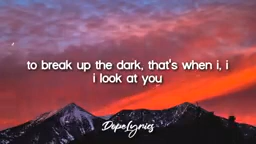 to break up the dark, that's when i, i
i look at you
DopeLyrics